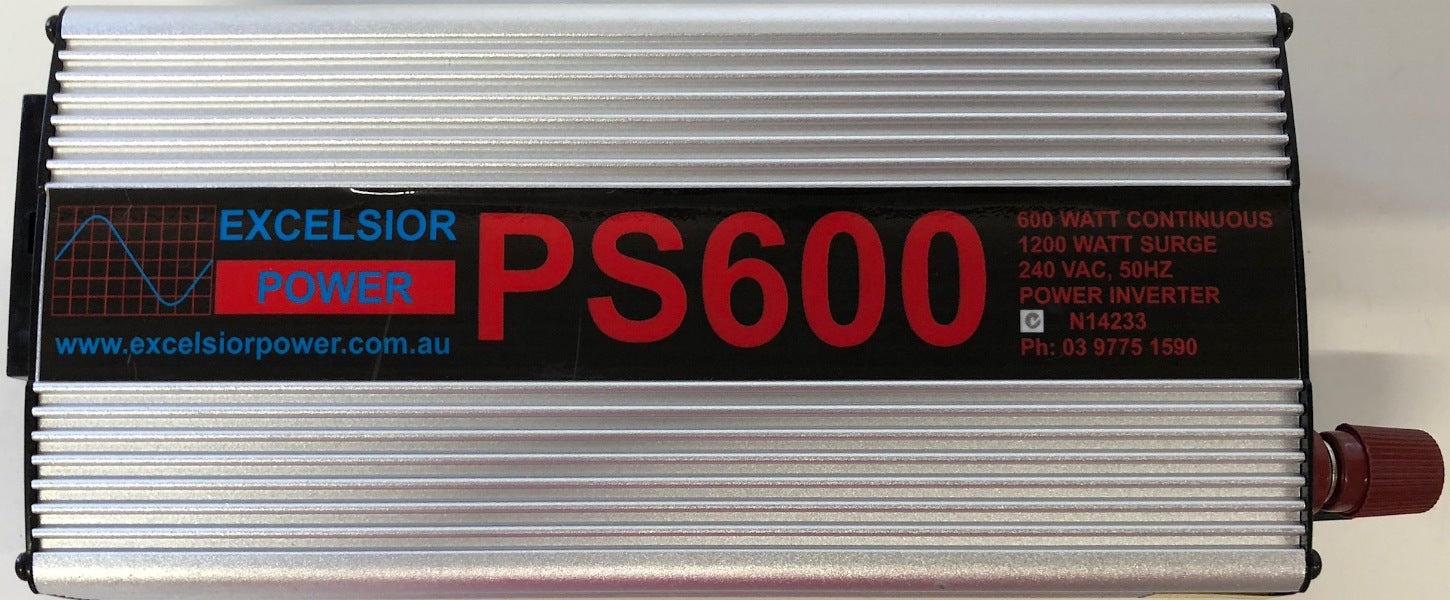 EXCELSIOR
POWER
www.excelsiorpower.com.au
PS600
600 WATT CONTINUOUS
1200 WATT SURGE
240 VAC, 50HZ
POWER INVERTER
N14233
Ph: 03 9775 1590